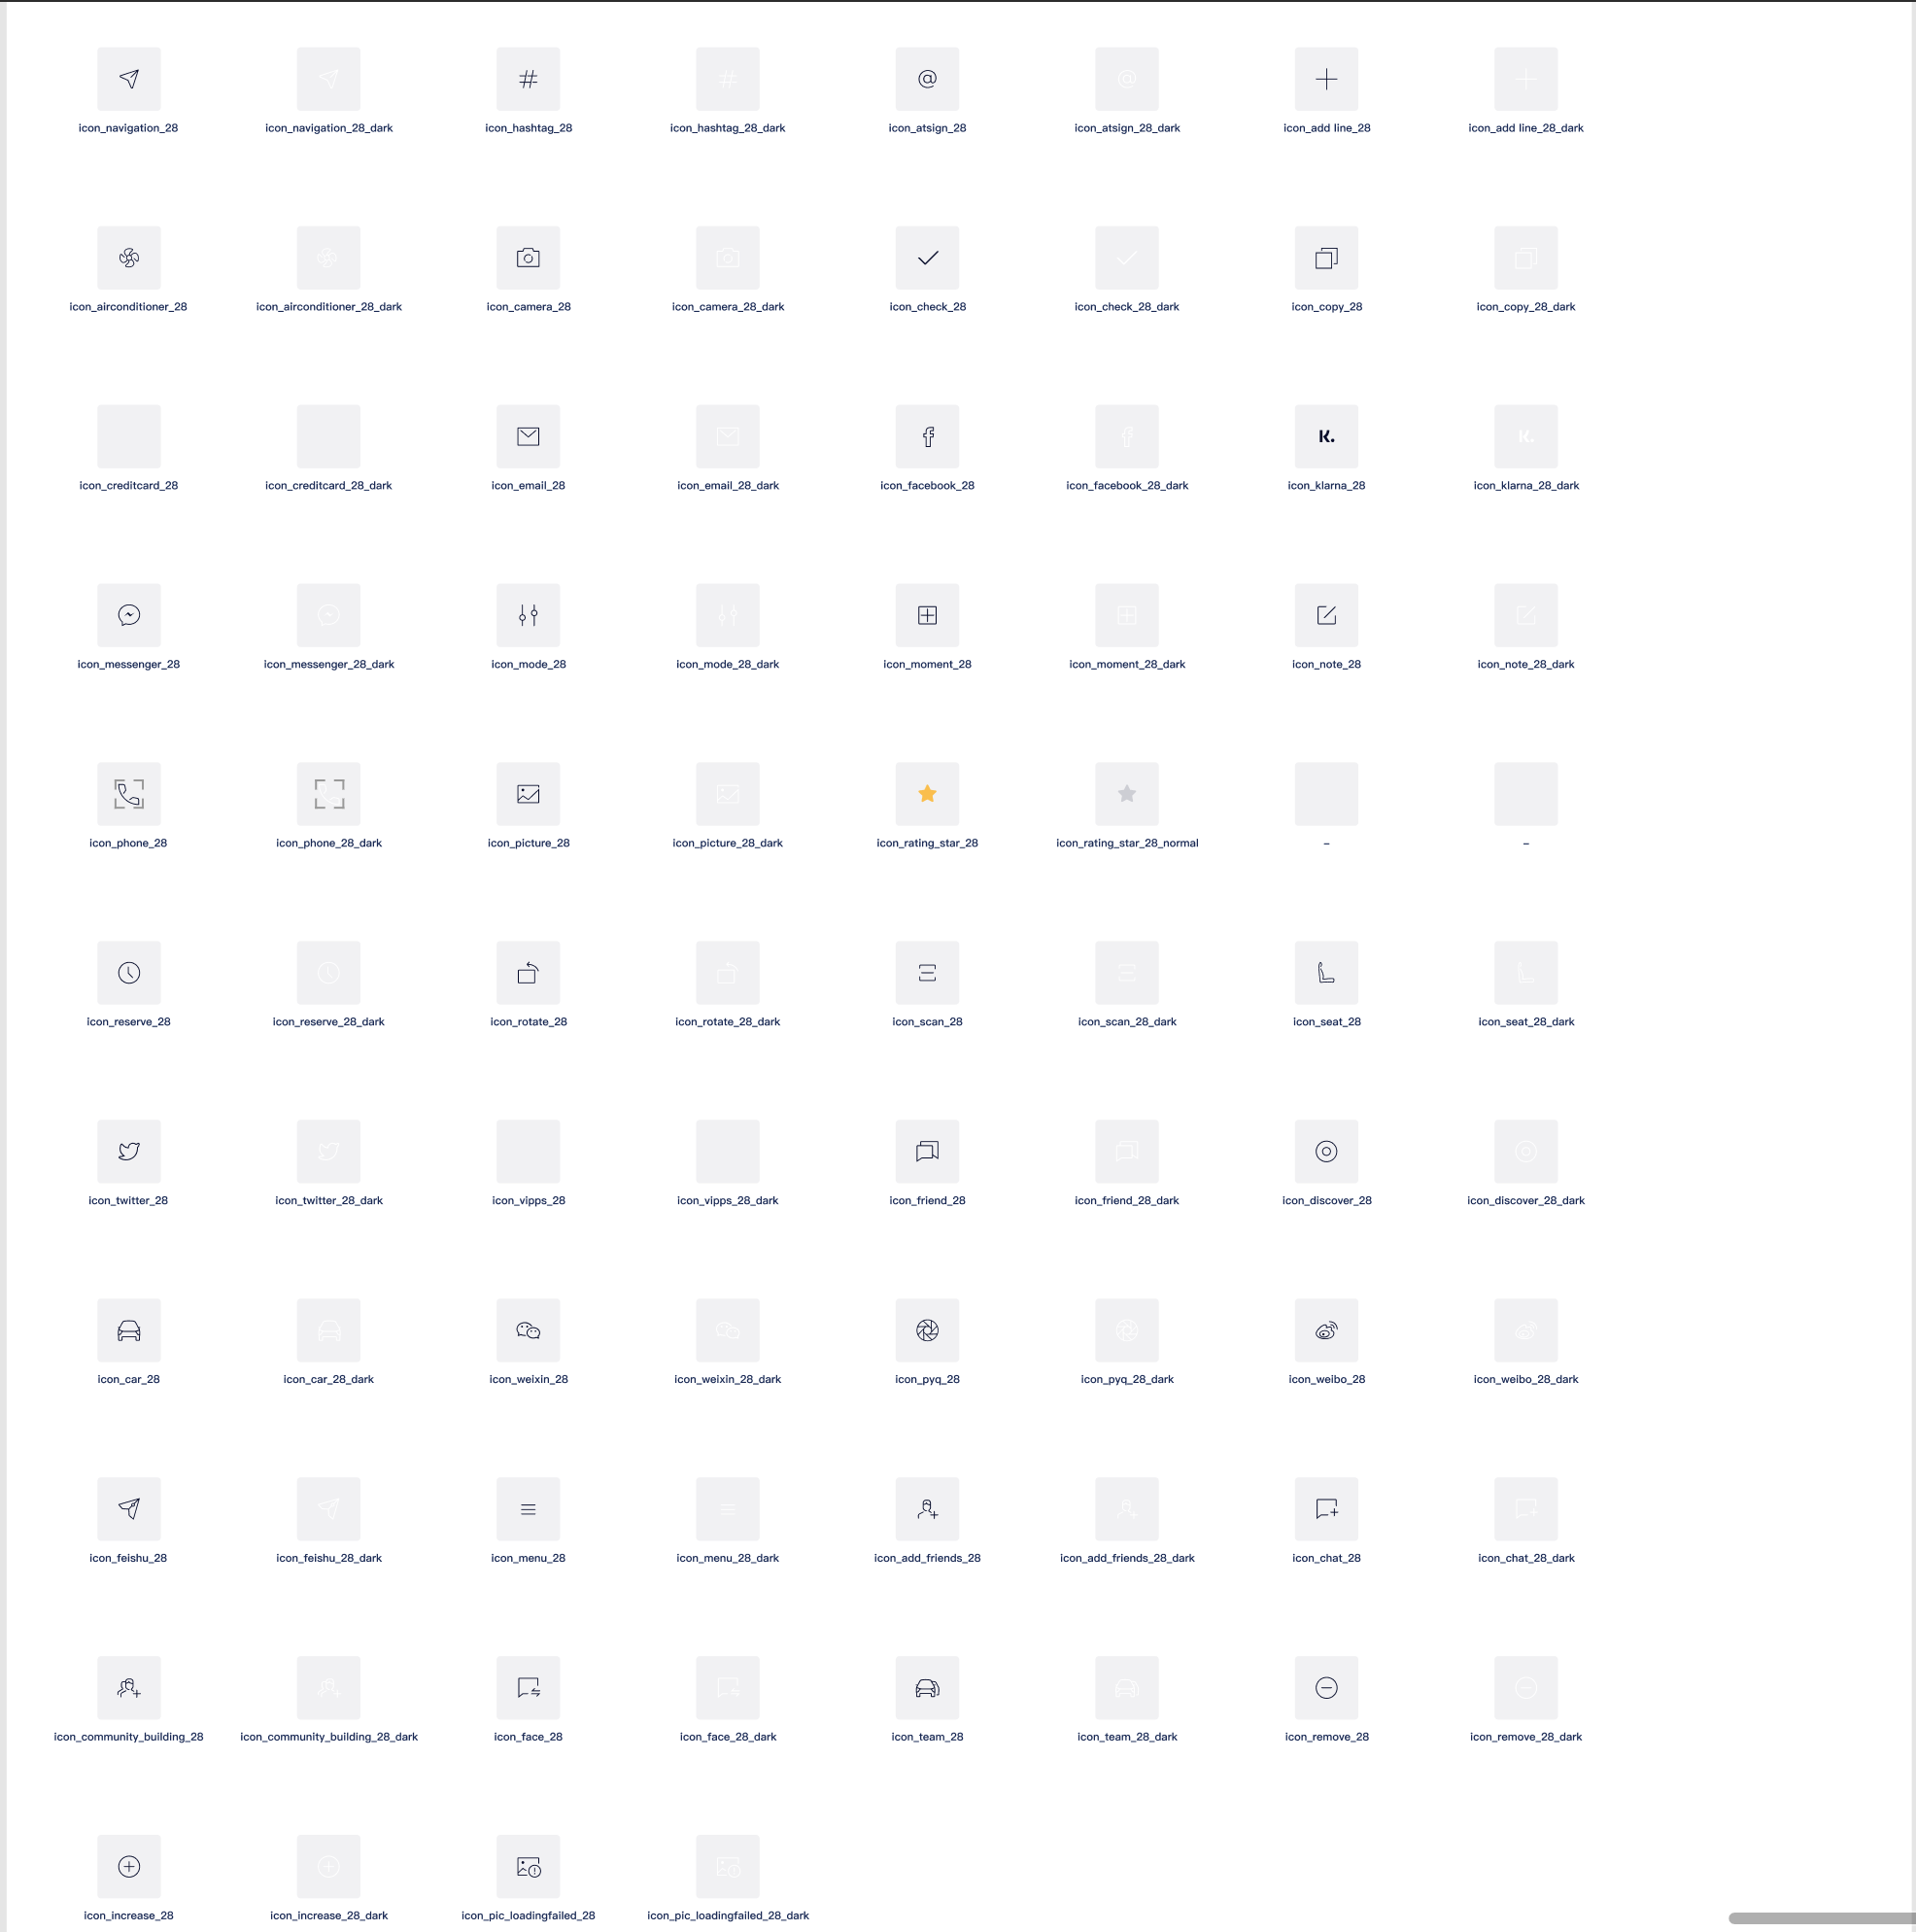 icon_navigation_28 icon_navigation_28_dark icon_hashtag_28 icon_hashtag_28_dark icon_atsign_28 icon_atsign_28_dark icon_add line_28 icon_add line_28_dark
icon_airconditioner_28 icon_airconditioner_28_dark icon_camera_28 icon_camera_28_dark icon_check_28 icon_check_28_dark icon_copy_28 icon_copy_28_dark
K. K.
icon_creditcard_28 icon_creditcard_28_dark icon_email_28 icon_email_28_dark icon_facebook_28 icon_facebook_28_dark icon_klarna_28 icon_klarna_28_dark
icon_messenger_28 icon_messenger_28_dark icon_mode_28 icon_mode_28_dark icon_moment_28 icon_moment_28_dark icon_note_28 icon_note_28_dark
icon_phone_28 icon_phone_28_dark icon_picture_28 icon_picture_28_dark icon_rating_star_28 icon_rating_star_28_normal – –
icon_reserve_28 icon_reserve_28_dark icon_rotate_28 icon_rotate_28_dark icon_scan_28 icon_scan_28_dark icon_seat_28 icon_seat_28_dark
icon_twitter_28 icon_twitter_28_dark icon_vipps_28 icon_vipps_28_dark icon_friend_28 icon_friend_28_dark icon_discover_28 icon_discover_28_dark
icon_car_28 icon_car_28_dark icon_weixin_28 icon_weixin_28_dark icon_pyq_28 icon_pyq_28_dark icon_weibo_28 icon_weibo_28_dark
icon_feishu_28 icon_feishu_28_dark icon_menu_28 icon_menu_28_dark icon_add_friends_28 icon_add_friends_28_dark icon_chat_28 icon_chat_28_dark
icon_community_building_28 icon_community_building_28_dark icon_face_28 icon_face_28_dark icon_team_28 icon_team_28_dark icon_remove_28 icon_remove_28_dark
icon_increase_28 icon_increase_28_dark icon_pic_loadingfailed_28 icon_pic_loadingfailed_28_dark